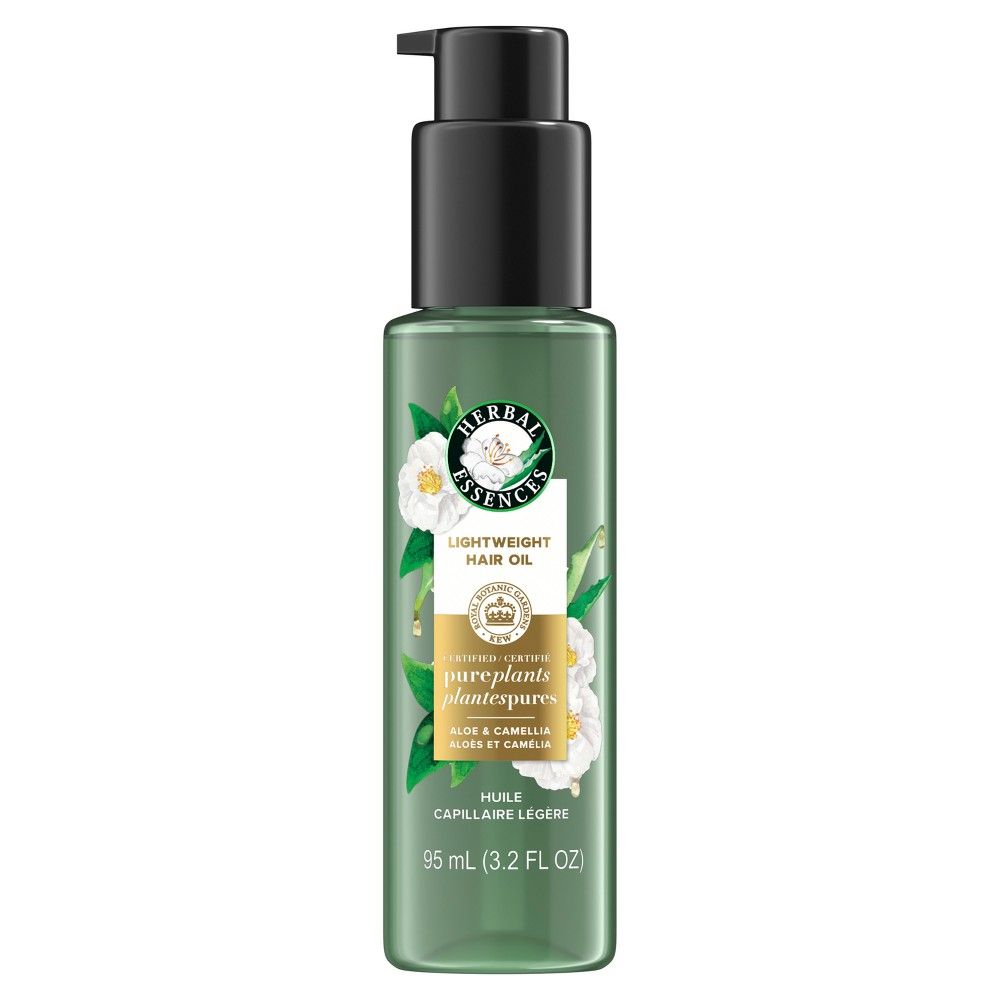 HERBAL
ESSENCES
LIGHTWEIGHT
HAIR OIL
ROYAL BOTANIC GARDENS
· KEW ·
CERTIFIED / CERTIFIÉ
pureplants
plantespures
ALOE & CAMELLIA
ALOÈS ET CAMÉLIA
HUILE
CAPILLAIRE LÉGÈRE
95 mL (3.2 FL OZ)